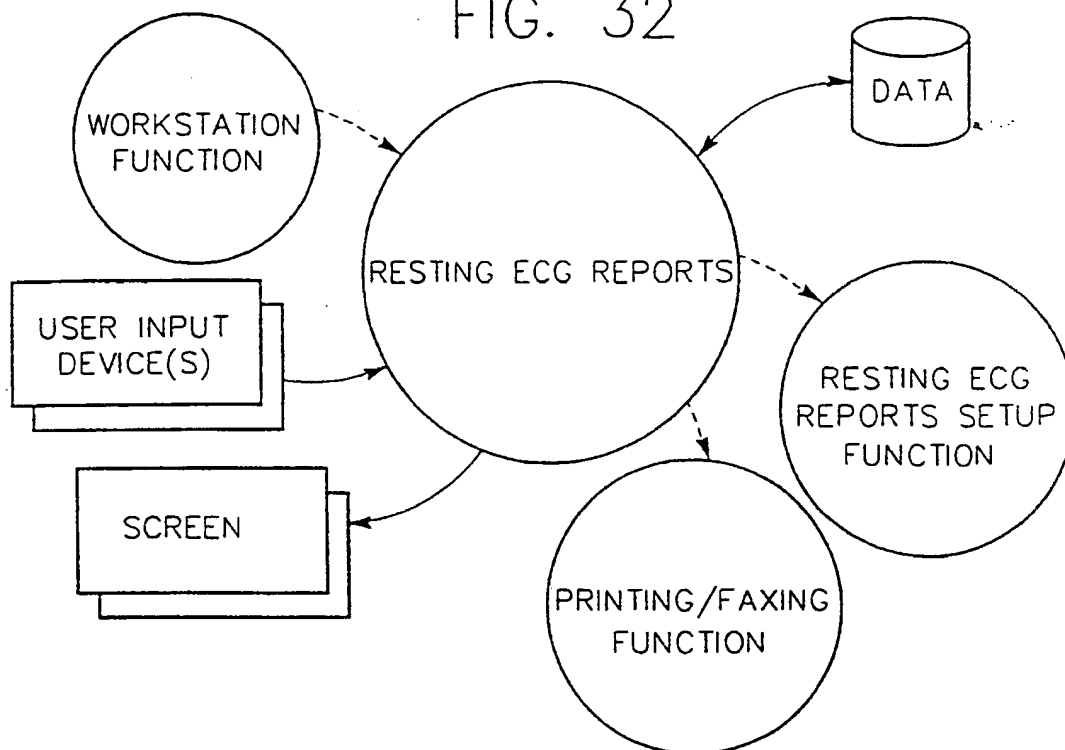 FIG. 32
WORKSTATION
FUNCTION
DATA
RESTING ECG REPORTS
USER INPUT
DEVICE(S)
RESTING ECG
REPORTS SETUP
FUNCTION
SCREEN
PRINTING/FAXING
FUNCTION